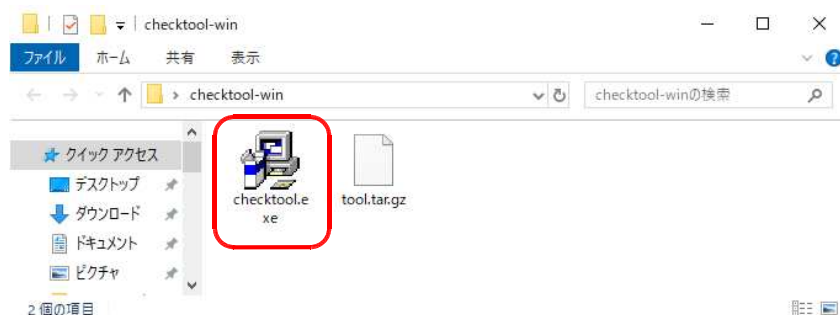 checktool-win
ファイル ホーム 共有 表示
checktool-win
checktool-winの検索
クイック アクセス
デスクトップ
ダウンロード
ドキュメント
ピクチャ
checktool.e
xe
tool.tar.gz
2 個の項目